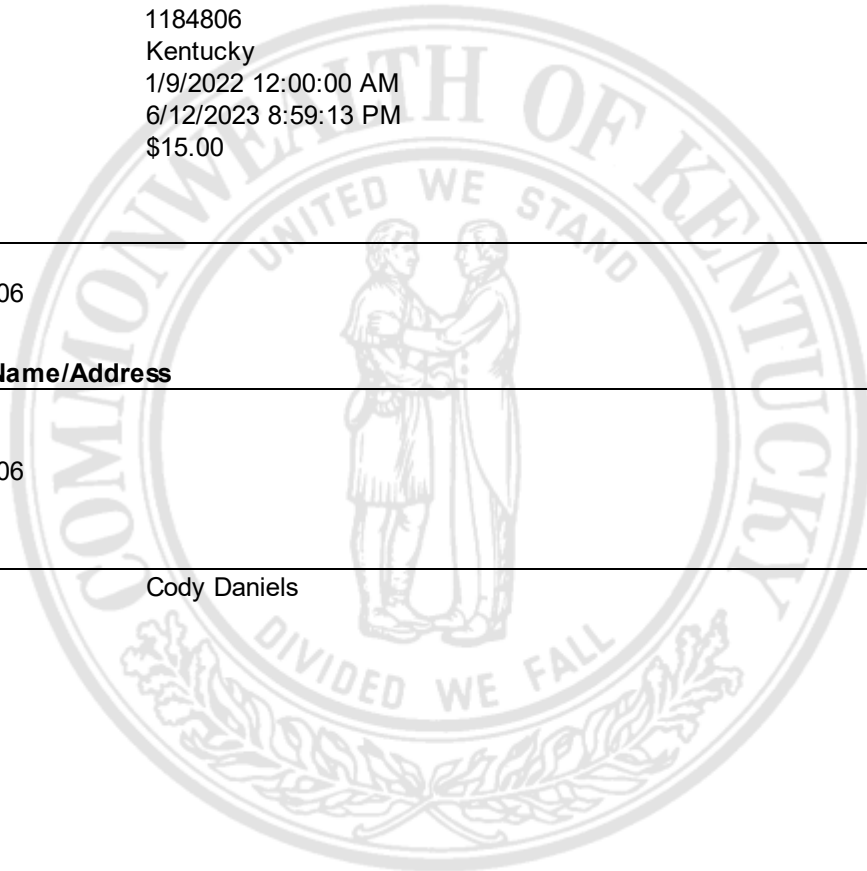 1184806
Kentucky
1/9/2022 12:00:00 AM
6/12/2023 8:59:13 PM
$15.00
COMMONWEALTH OF KENTUCKY
UNITED WE STAND
06
Name/Address
06
Cody Daniels
DIVIDED WE FALL